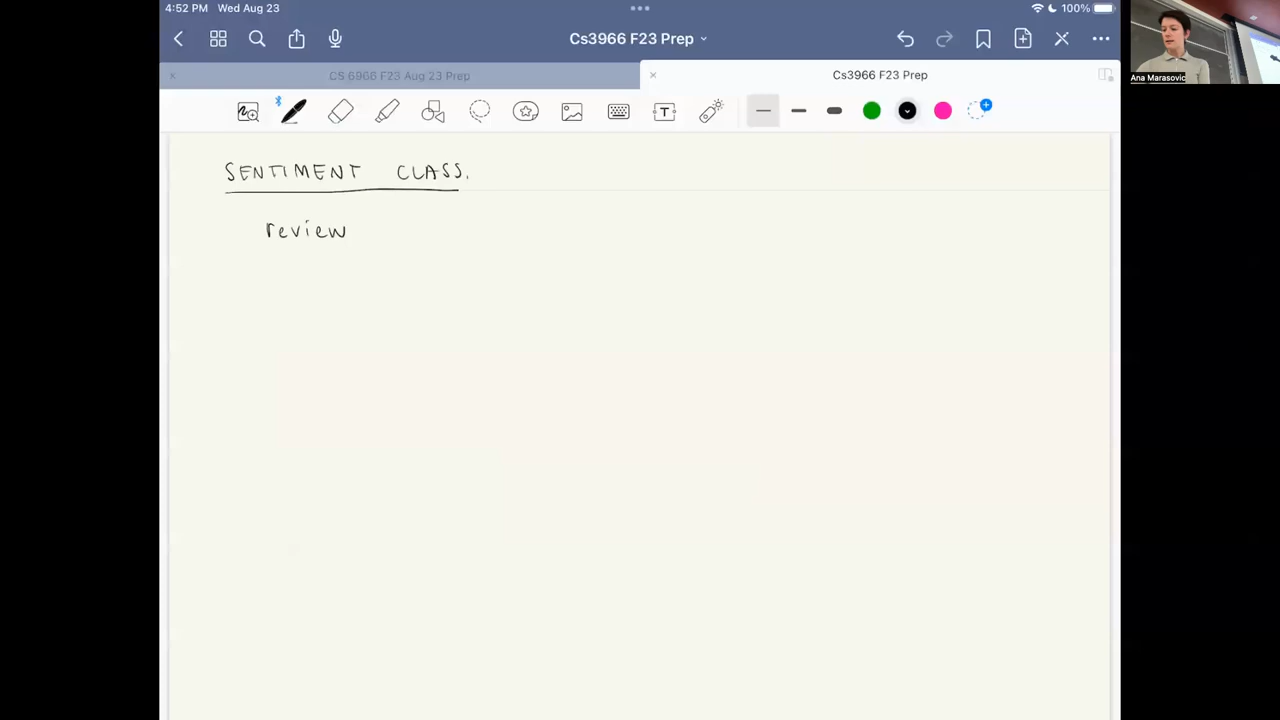 4:52 PM Wed Aug 23
100%
Cs3966 F23 Prep
CS 6966 F23 Aug 23 Prep
Cs3966 F23 Prep
T
SENTIMENT CLASS.
review
Ana Marasovic